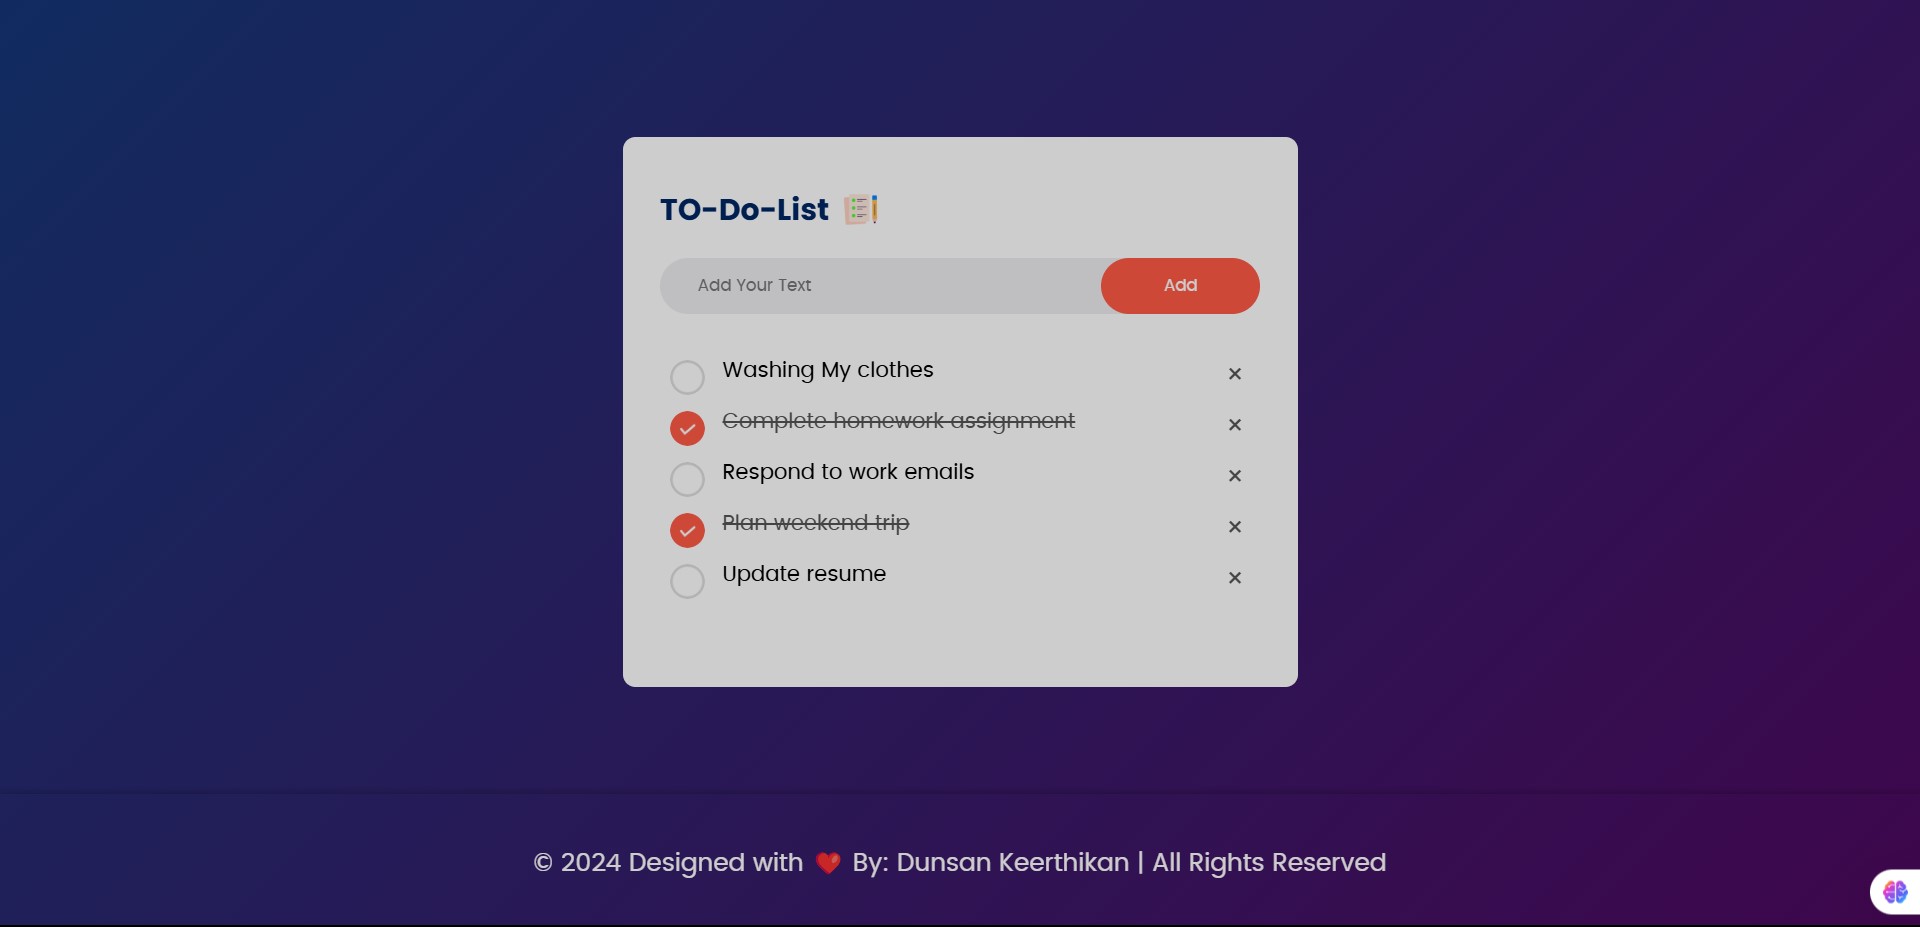 TO-Do-List
Add Your Text
Add
Washing My clothes
Complete homework assignment
Respond to work emails
Plan weekend trip
Update resume
© 2024 Designed with ❤️ By: Dunsan Keerthikan | All Rights Reserved